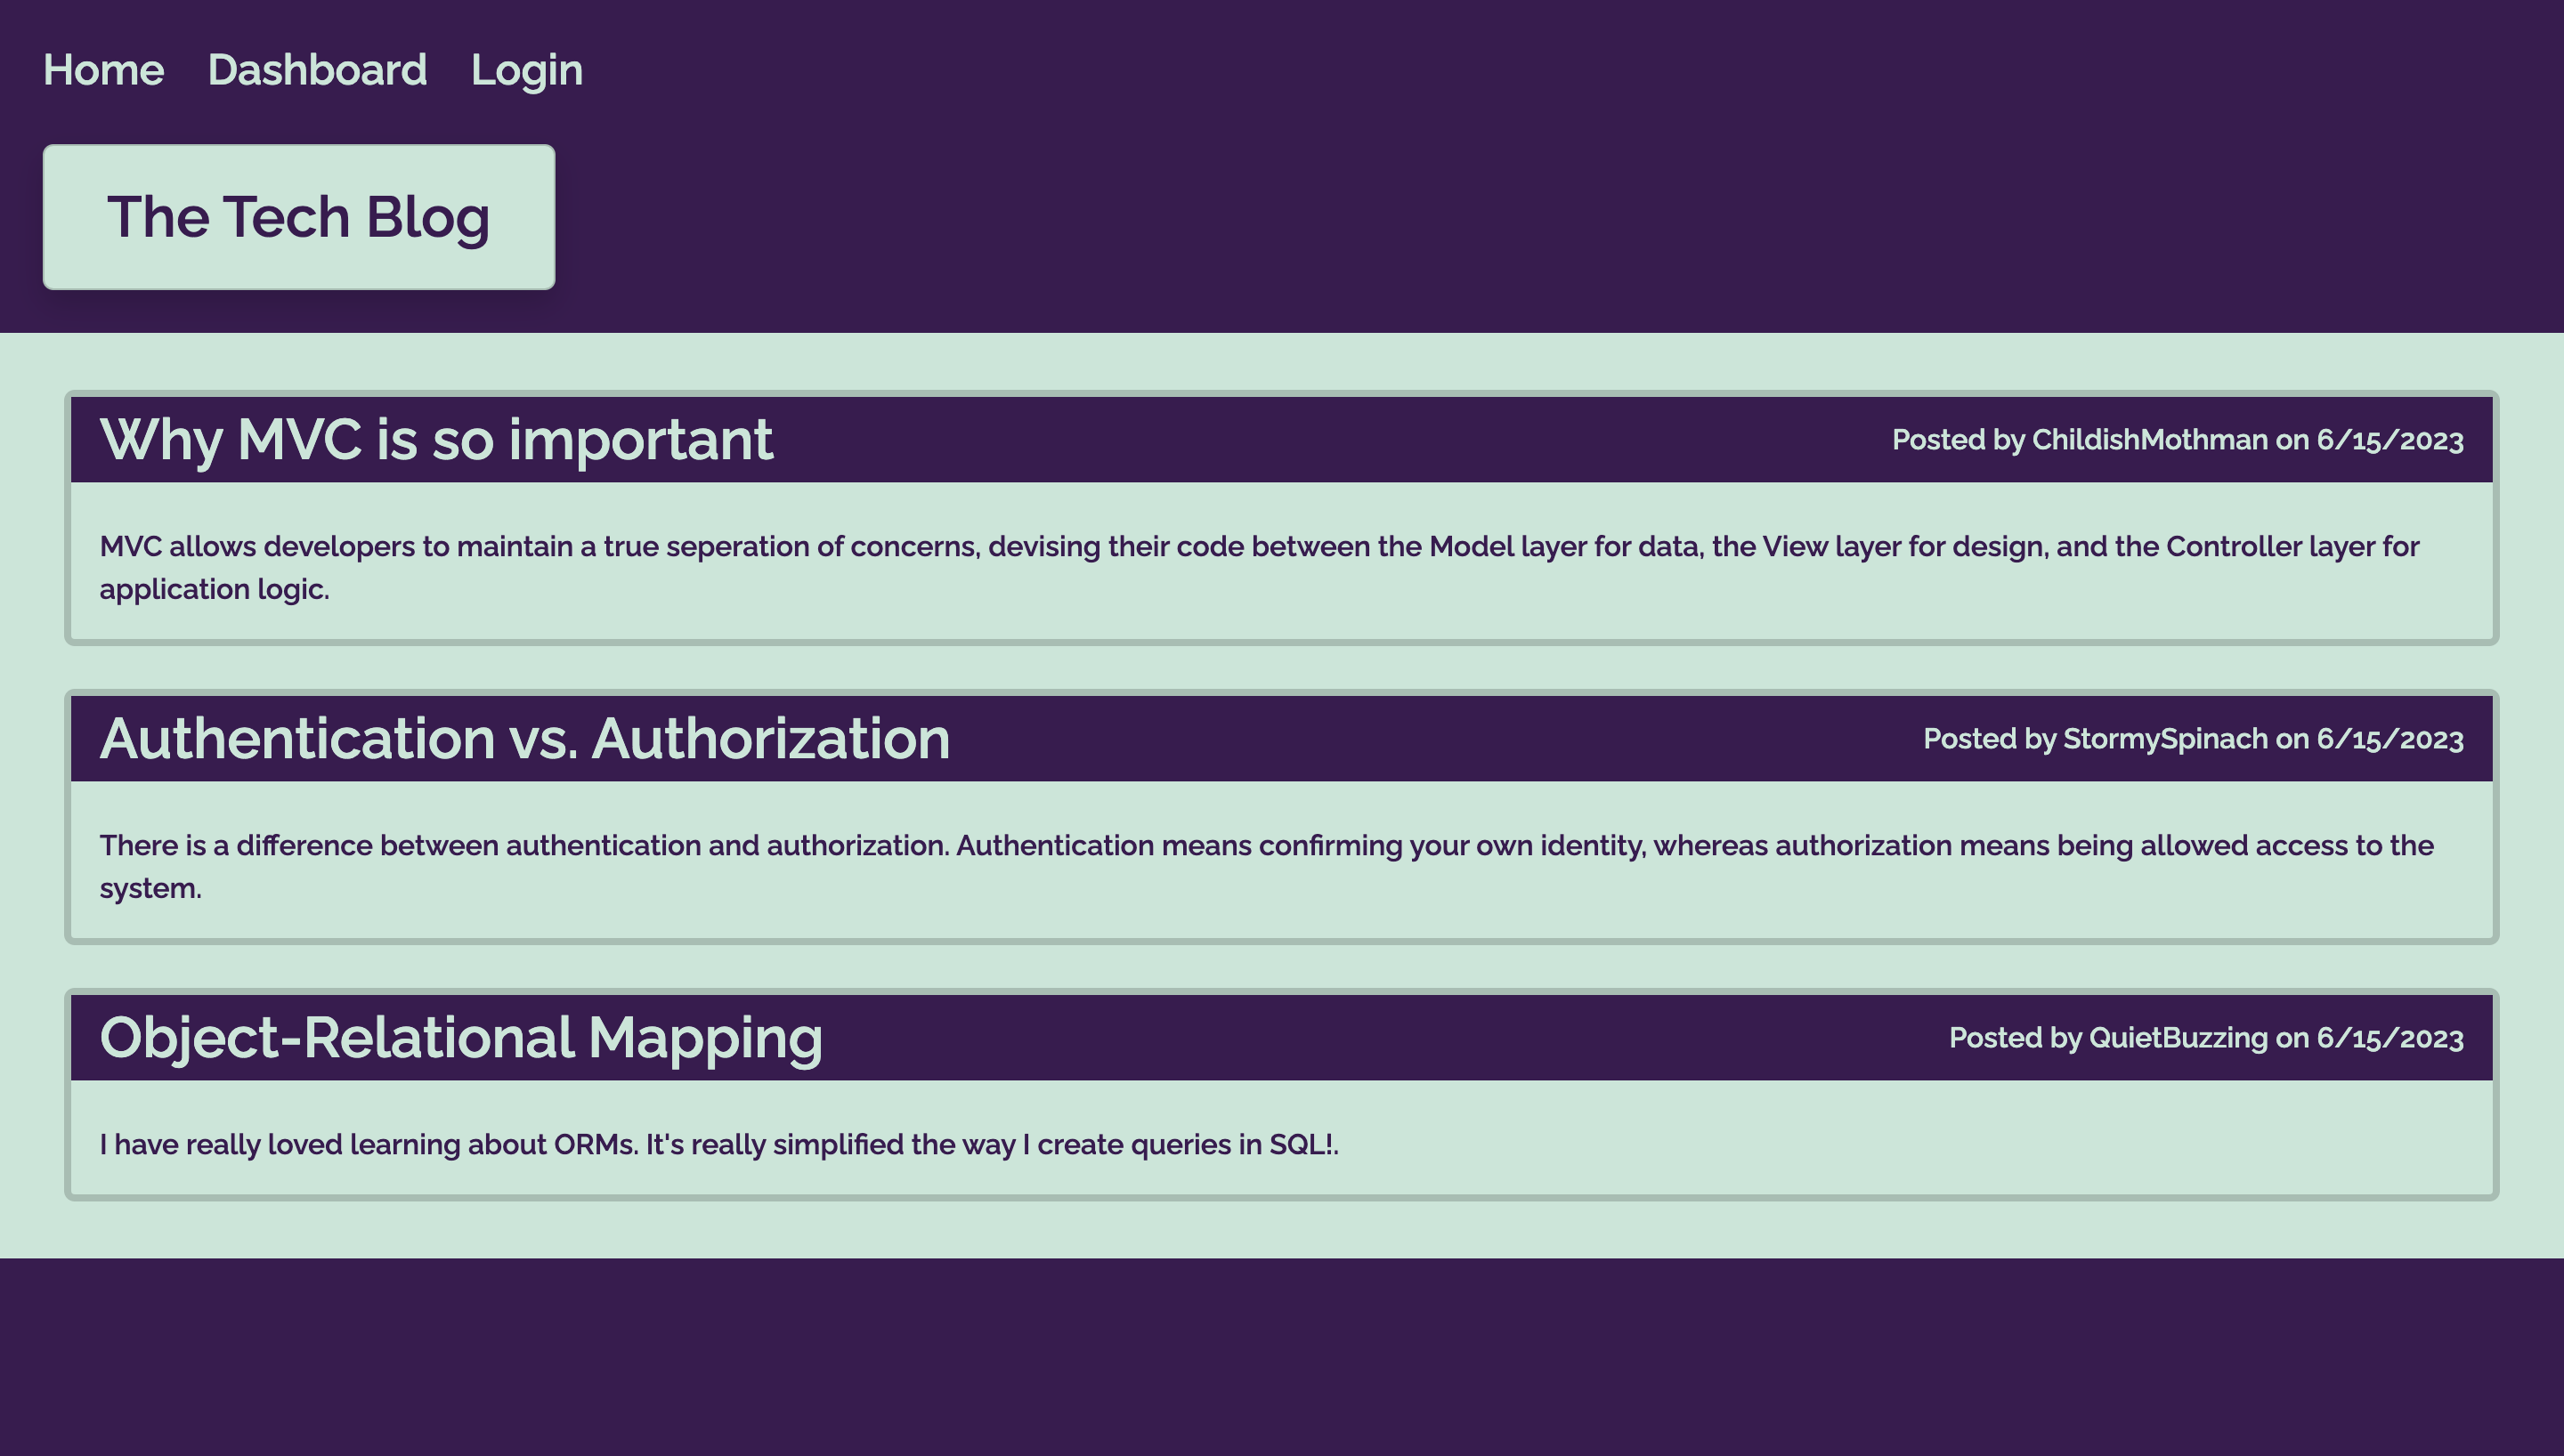 Home Dashboard Login
The Tech Blog
Why MVC is so important
Posted by ChildishMothman on 6/15/2023
MVC allows developers to maintain a true seperation of concerns, devising their code between the Model layer for data, the View layer for design, and the Controller layer for
application logic.
Authentication vs. Authorization
Posted by StormySpinach on 6/15/2023
There is a difference between authentication and authorization. Authentication means confirming your own identity, whereas authorization means being allowed access to the
system.
Object-Relational Mapping
Posted by QuietBuzzing on 6/15/2023
I have really loved learning about ORMs. It's really simplified the way I create queries in SQL!.